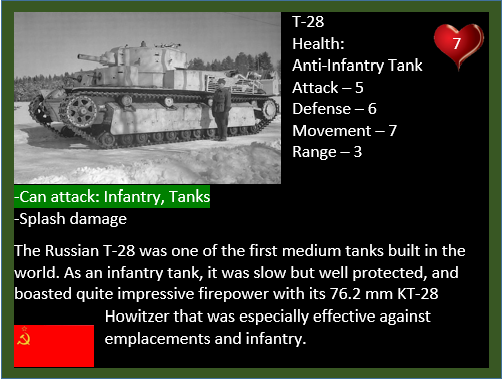 T-28
Health:
7
Anti-Infantry Tank
Attack – 5
Defense – 6
Movement – 7
Range – 3
-Can attack: Infantry, Tanks
-Splash damage
The Russian T-28 was one of the first medium tanks built in the
world. As an infantry tank, it was slow but well protected, and
boasted quite impressive firepower with its 76.2 mm KT-28
Howitzer that was especially effective against
emplacements and infantry.